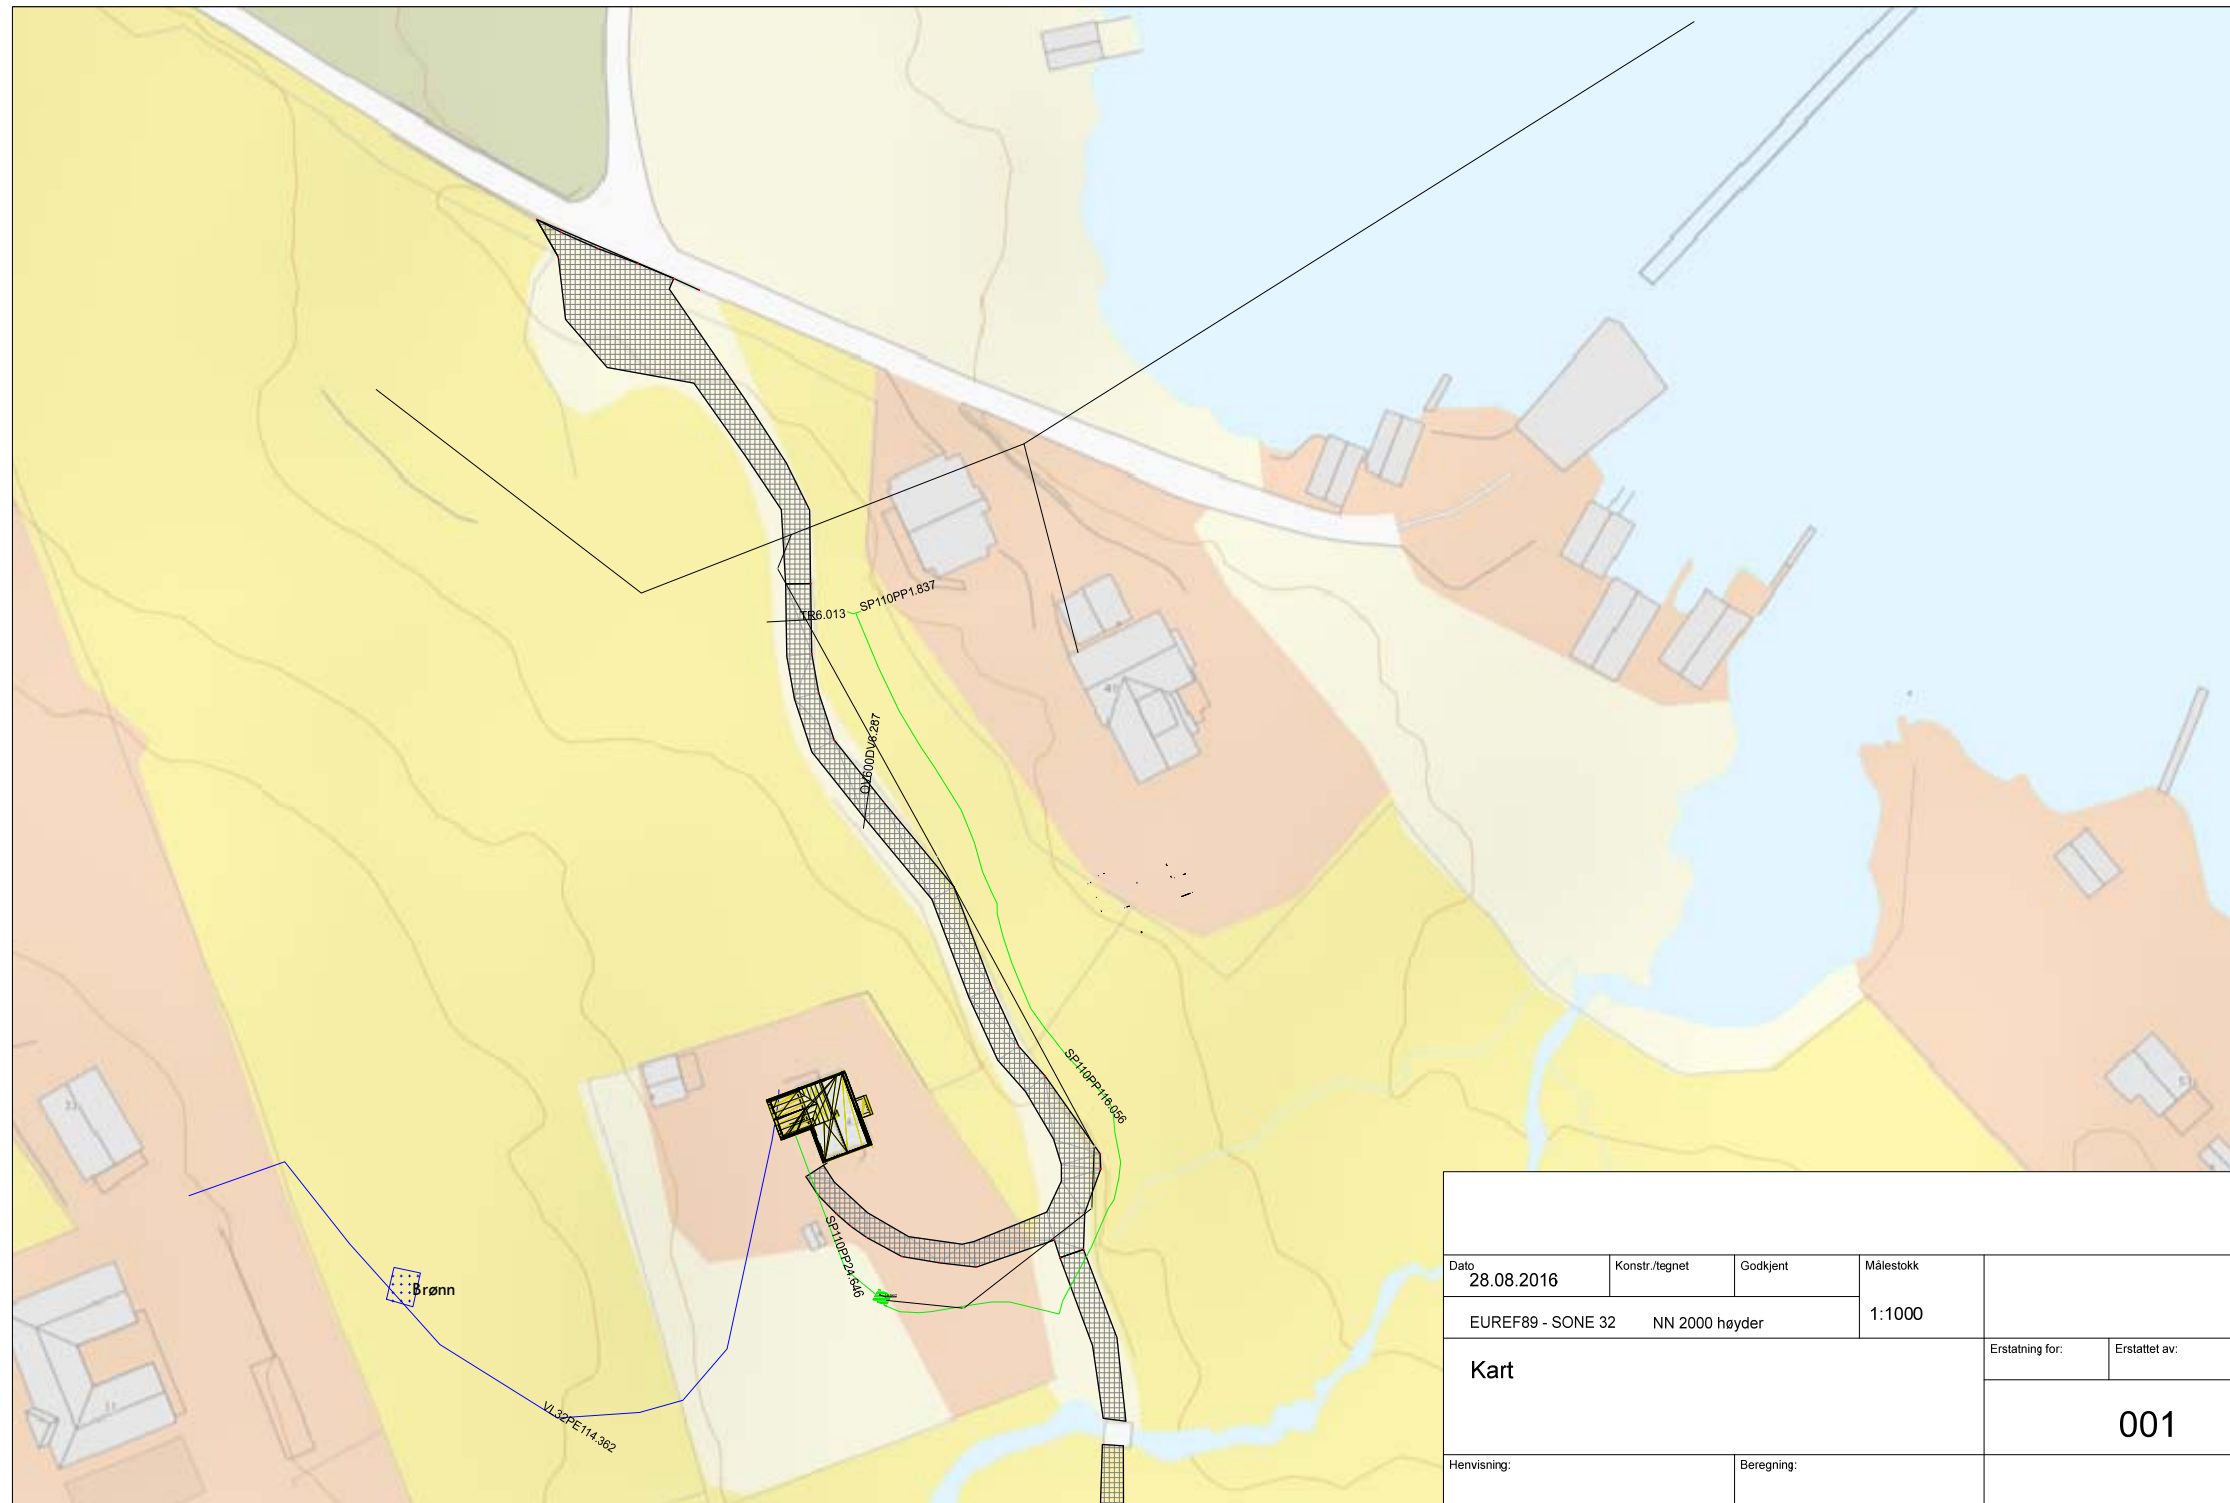 SP110PP1.837
TR6.013
OV600DV8.287
SP110PP116.056
SP110PP24.646
Brønn
VL32PE114.362
Dato
28.08.2016
Konstr./tegnet
Godkjent
Målestokk
1:1000
EUREF89 - SONE 32 NN 2000 høyder
Kart
Erstatning for:
Erstattet av:
001
Henvisning:
Beregning: